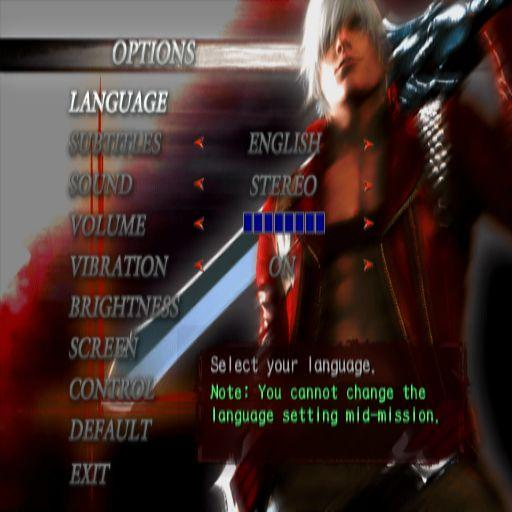 OPTIONS
LANGUAGE
SUBTITLES ENGLISH
SOUND STEREO
VOLUME
VIBRATION ON
BRIGHTNESS
SCREEN
CONTROL
DEFAULT
EXIT
Select your language.
Note: You cannot change the
language setting mid-mission.